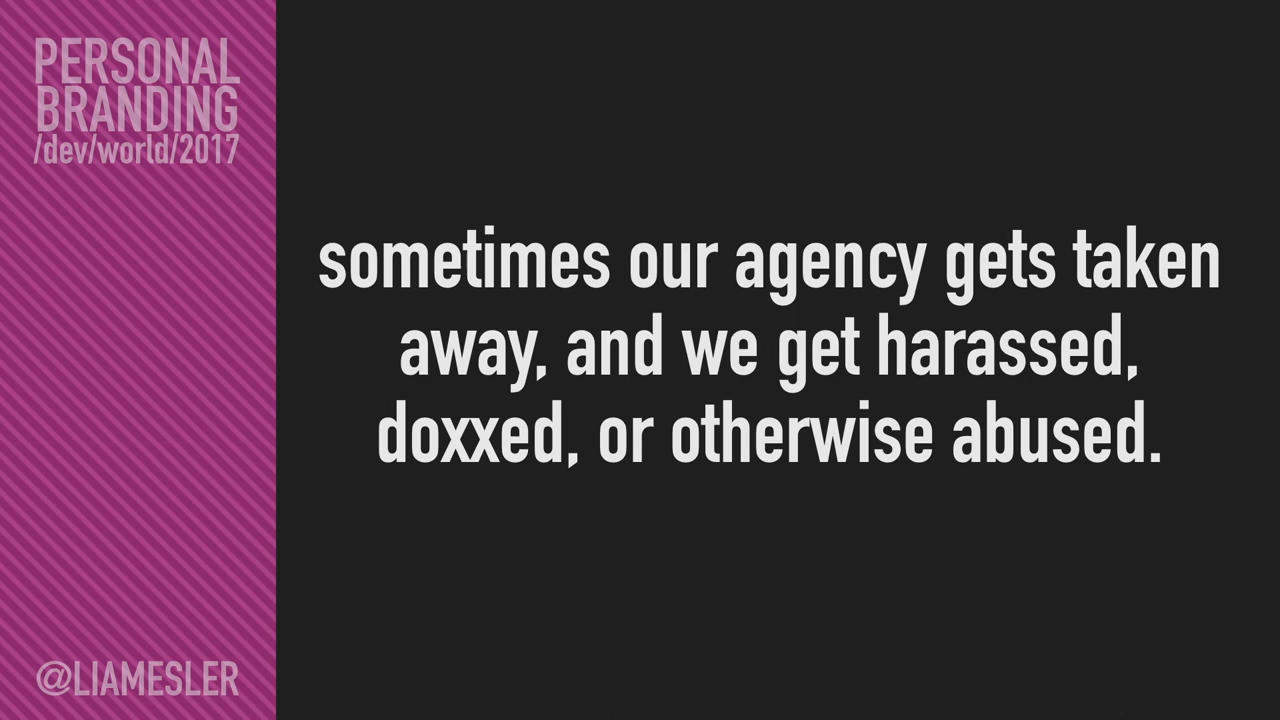 PERSONAL
BRANDING
/dev/world/2017
sometimes our agency gets taken
away, and we get harassed,
doxxed, or otherwise abused.
@LIAMESLER